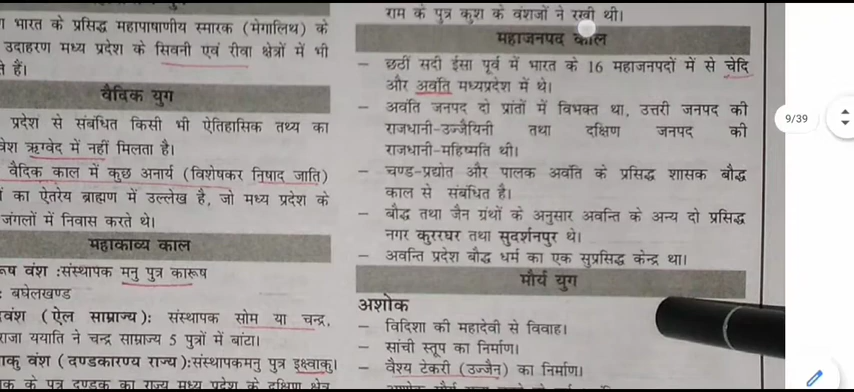 भारत के प्रसिद्ध महापाषाणीय स्मारक (मेगालिथ) के
उदाहरण मध्य प्रदेश के सिवनी एवं रीवा क्षेत्रों में भी
हैं।
वैदिक युग
प्रदेश से संबंधित किसी भी ऐतिहासिक तथ्य का
ऋग्वेद में नहीं मिलता है।
वैदिक काल में कुछ अनार्य (विशेषकर निषाद जाति)
का ऐतरेय ब्राह्मण में उल्लेख है, जो मध्य प्रदेश के
जंगलों में निवास करते थे।
महाकाव्य काल
वंश :संस्थापक मनु पुत्र कारूष
: बघेलखण्ड
(ऐल साम्राज्य): संस्थापक सोम या चन्द्र,
राजा ययाति ने चन्द्र साम्राज्य 5 पुत्रों में बांटा।
वंश (दण्डकारण्य राज्य):संस्थापकमनु पुत्र इक्ष्वाकु।
के पुत्र दण्डक का राज्य मध्य प्रदेश के दक्षिण क्षेत्र
राम के पुत्र कुश के वंशजों ने रखी थी।
महाजनपद काल
– छठीं सदी ईसा पूर्व में भारत के 16 महाजनपदों में से चेदि
और अवंति मध्यप्रदेश में थे।
– अवंति जनपद दो प्रांतों में विभक्त था, उत्तरी जनपद की
राजधानी-उज्जैयिनी तथा दक्षिण जनपद की
राजधानी-महिष्मति थी।
– चण्ड-प्रद्योत और पालक अवंति के प्रसिद्ध शासक बौद्ध
काल से संबंधित है।
– बौद्ध तथा जैन ग्रंथों के अनुसार अवन्ति के अन्य दो प्रसिद्ध
नगर कुररघर तथा सुदर्शनपुर थे।
– अवन्ति प्रदेश बौद्ध धर्म का एक सुप्रसिद्ध केन्द्र था।
मौर्य युग
अशोक
– विदिशा की महादेवी से विवाह।
– सांची स्तूप का निर्माण।
– वैश्य टेकरी (उज्जैन) का निर्माण।
9/39